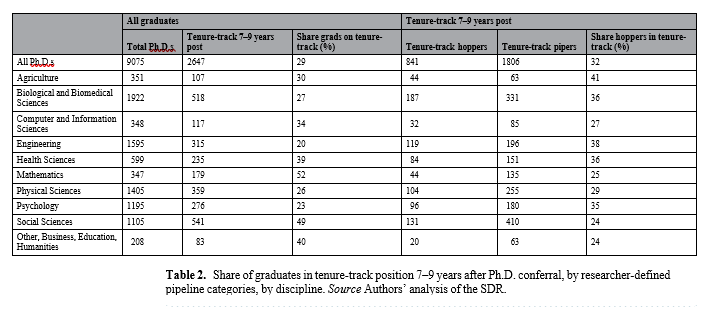 All graduates Tenure-track 7–9 years post
Total Ph.D.s Tenure-track 7–9 years post Share grads on tenure-track (%) Tenure-track hoppers Tenure-track pipers Share hoppers in tenure-track (%)
All Ph.D.s 9075 2647 29 841 1806 32
Agriculture 351 107 30 44 63 41
Biological and Biomedical Sciences 1922 518 27 187 331 36
Computer and Information Sciences 348 117 34 32 85 27
Engineering 1595 315 20 119 196 38
Health Sciences 599 235 39 84 151 36
Mathematics 347 179 52 44 135 25
Physical Sciences 1405 359 26 104 255 29
Psychology 1195 276 23 96 180 35
Social Sciences 1105 541 49 131 410 24
Other, Business, Education, Humanities 208 83 40 20 63 24
Table 2. Share of graduates in tenure-track position 7–9 years after Ph.D. conferral, by researcher-defined
pipeline categories, by discipline. Source Authors’ analysis of the SDR.